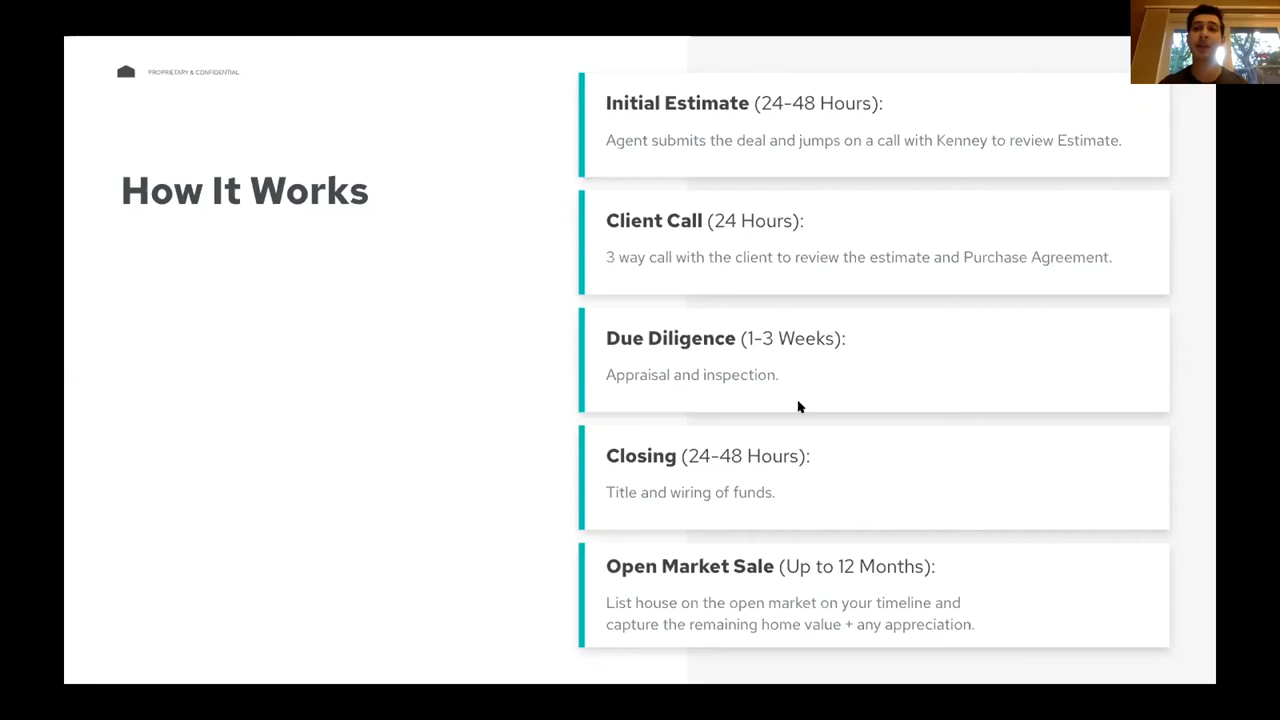 PROPRIETARY & CONFIDENTIAL
How It Works
Initial Estimate (24-48 Hours):
Agent submits the deal and jumps on a call with Kenney to review Estimate.
Client Call (24 Hours):
3 way call with the client to review the estimate and Purchase Agreement.
Due Diligence (1-3 Weeks):
Appraisal and inspection.
Closing (24-48 Hours):
Title and wiring of funds.
Open Market Sale (Up to 12 Months):
List house on the open market on your timeline and
capture the remaining home value + any appreciation.